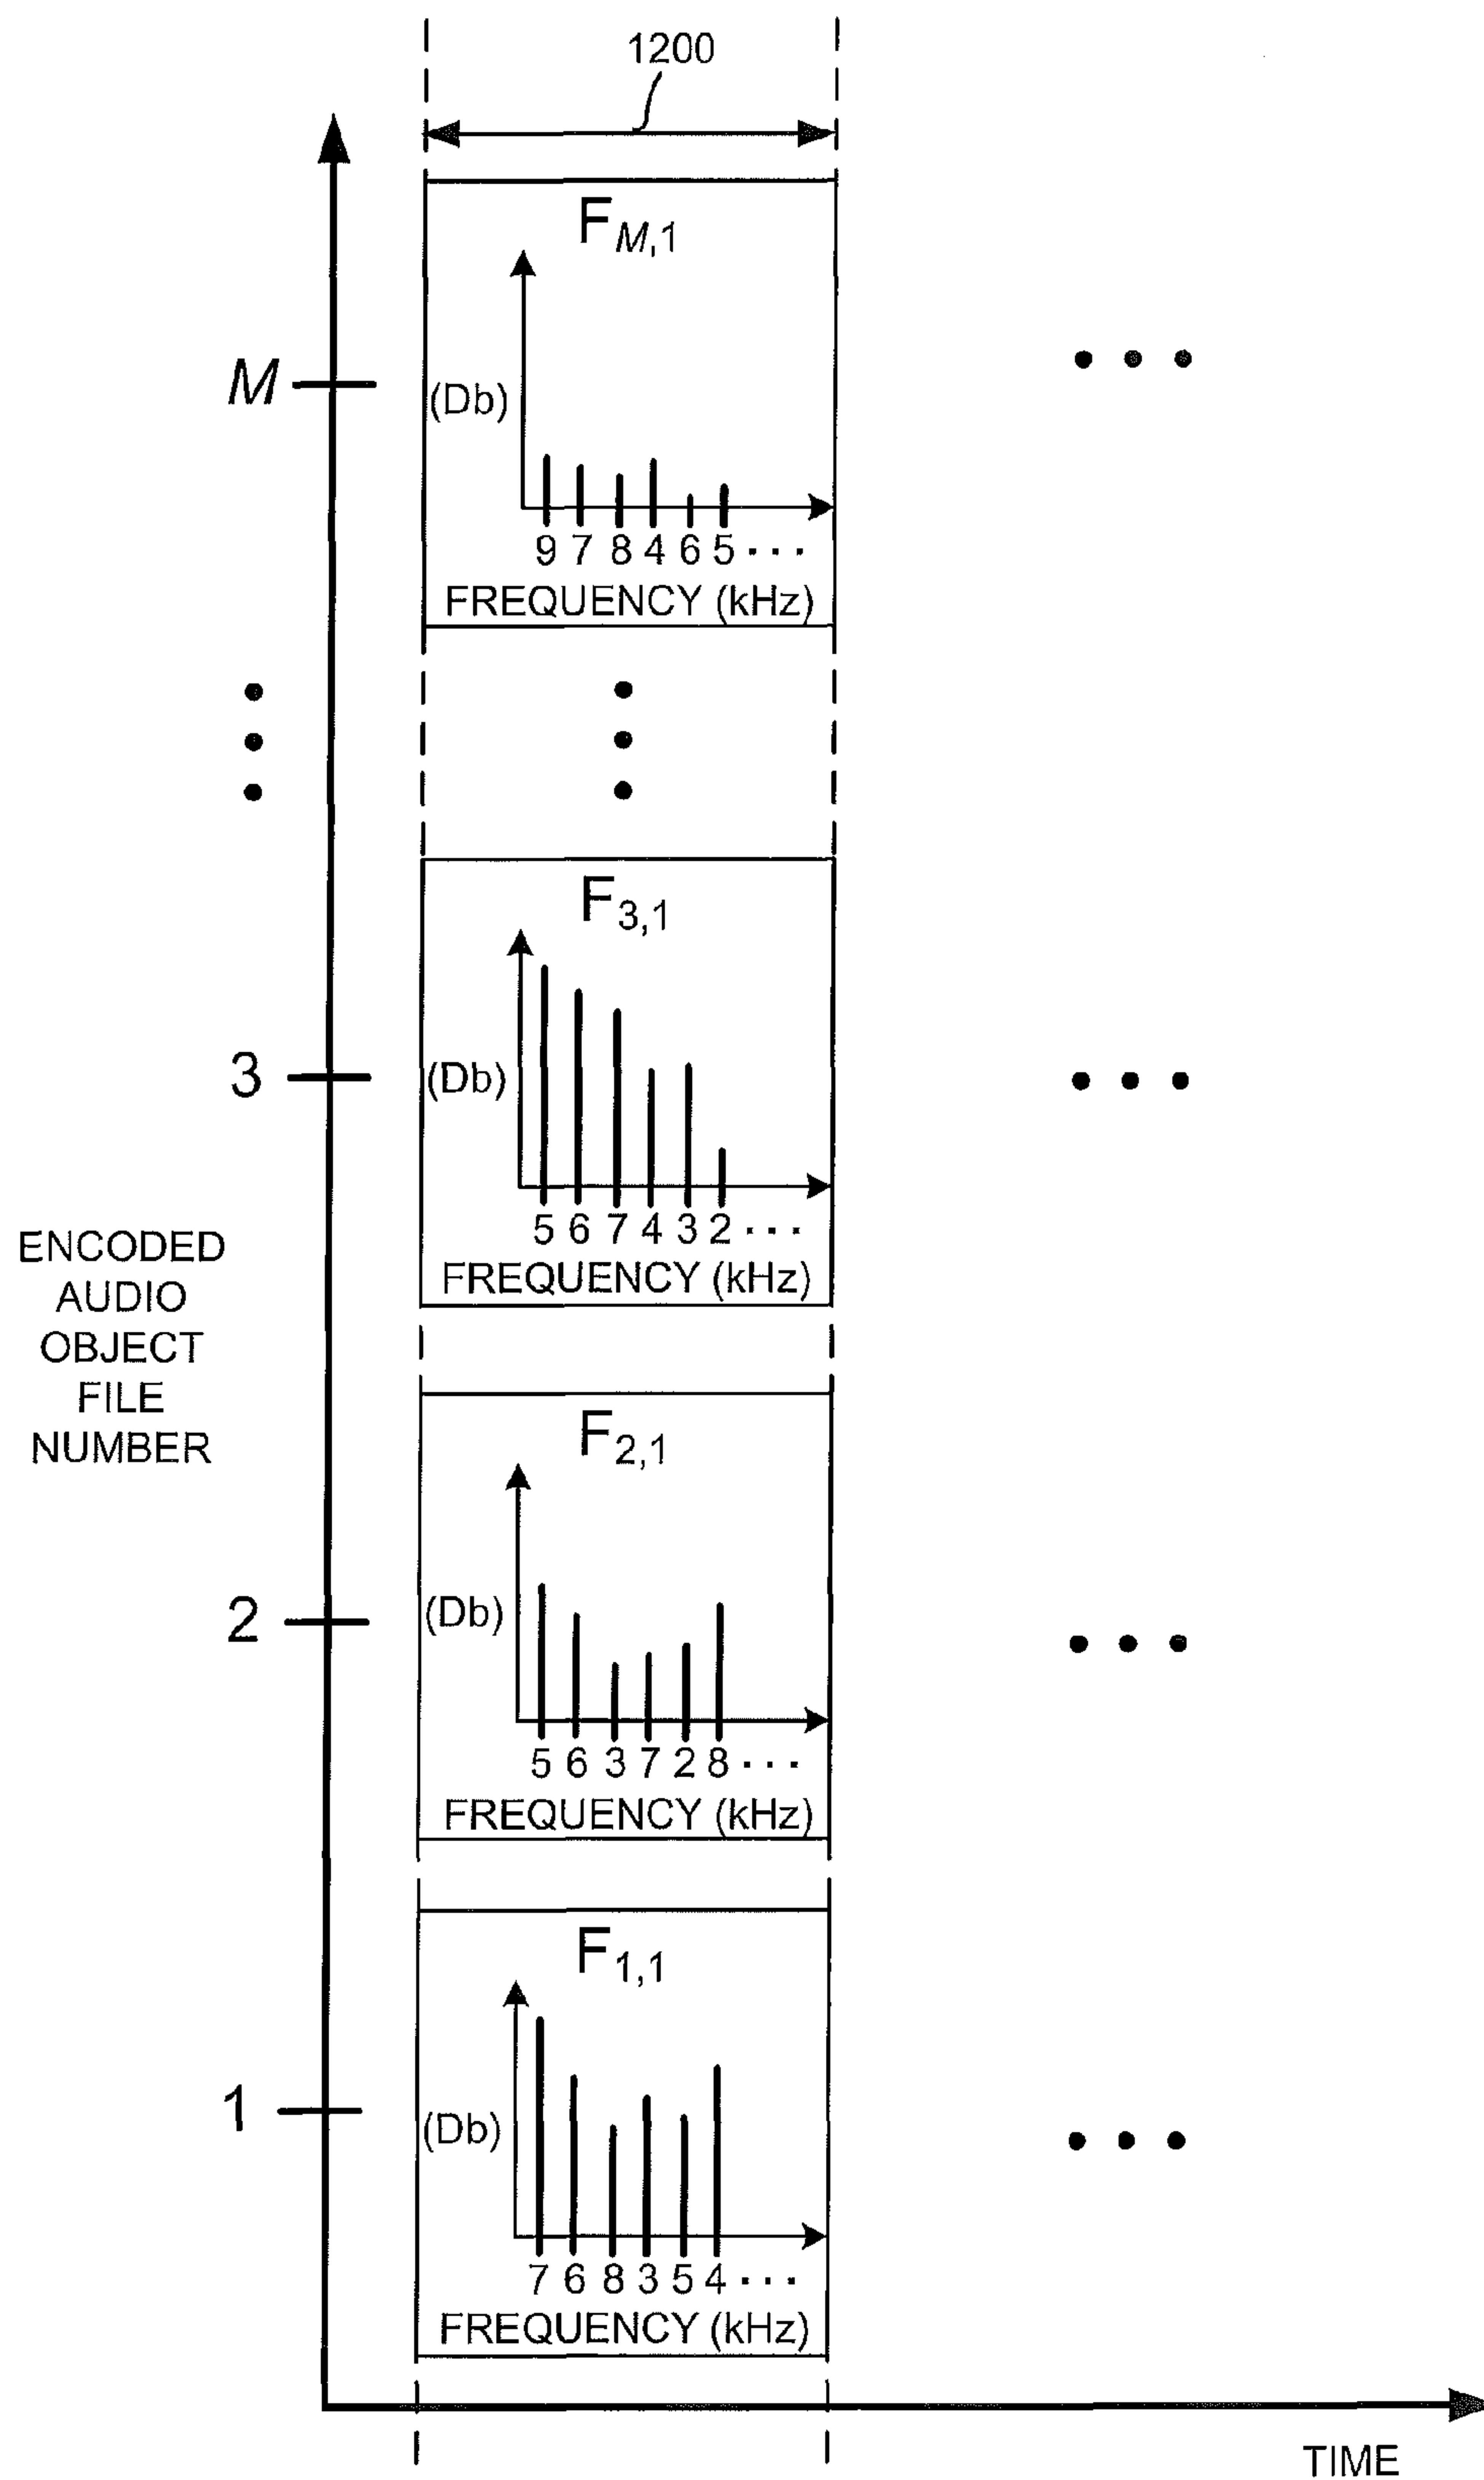 1200
F_M,1
M
(Db)
9 7 8 4 6 5 ...
FREQUENCY (kHz)
F_3,1
3
(Db)
5 6 7 4 3 2 ...
FREQUENCY (kHz)
ENCODED
AUDIO
OBJECT
FILE
NUMBER
F_2,1
2
(Db)
5 6 3 7 2 8 ...
FREQUENCY (kHz)
F_1,1
1
(Db)
7 6 8 3 5 4 ...
FREQUENCY (kHz)
TIME